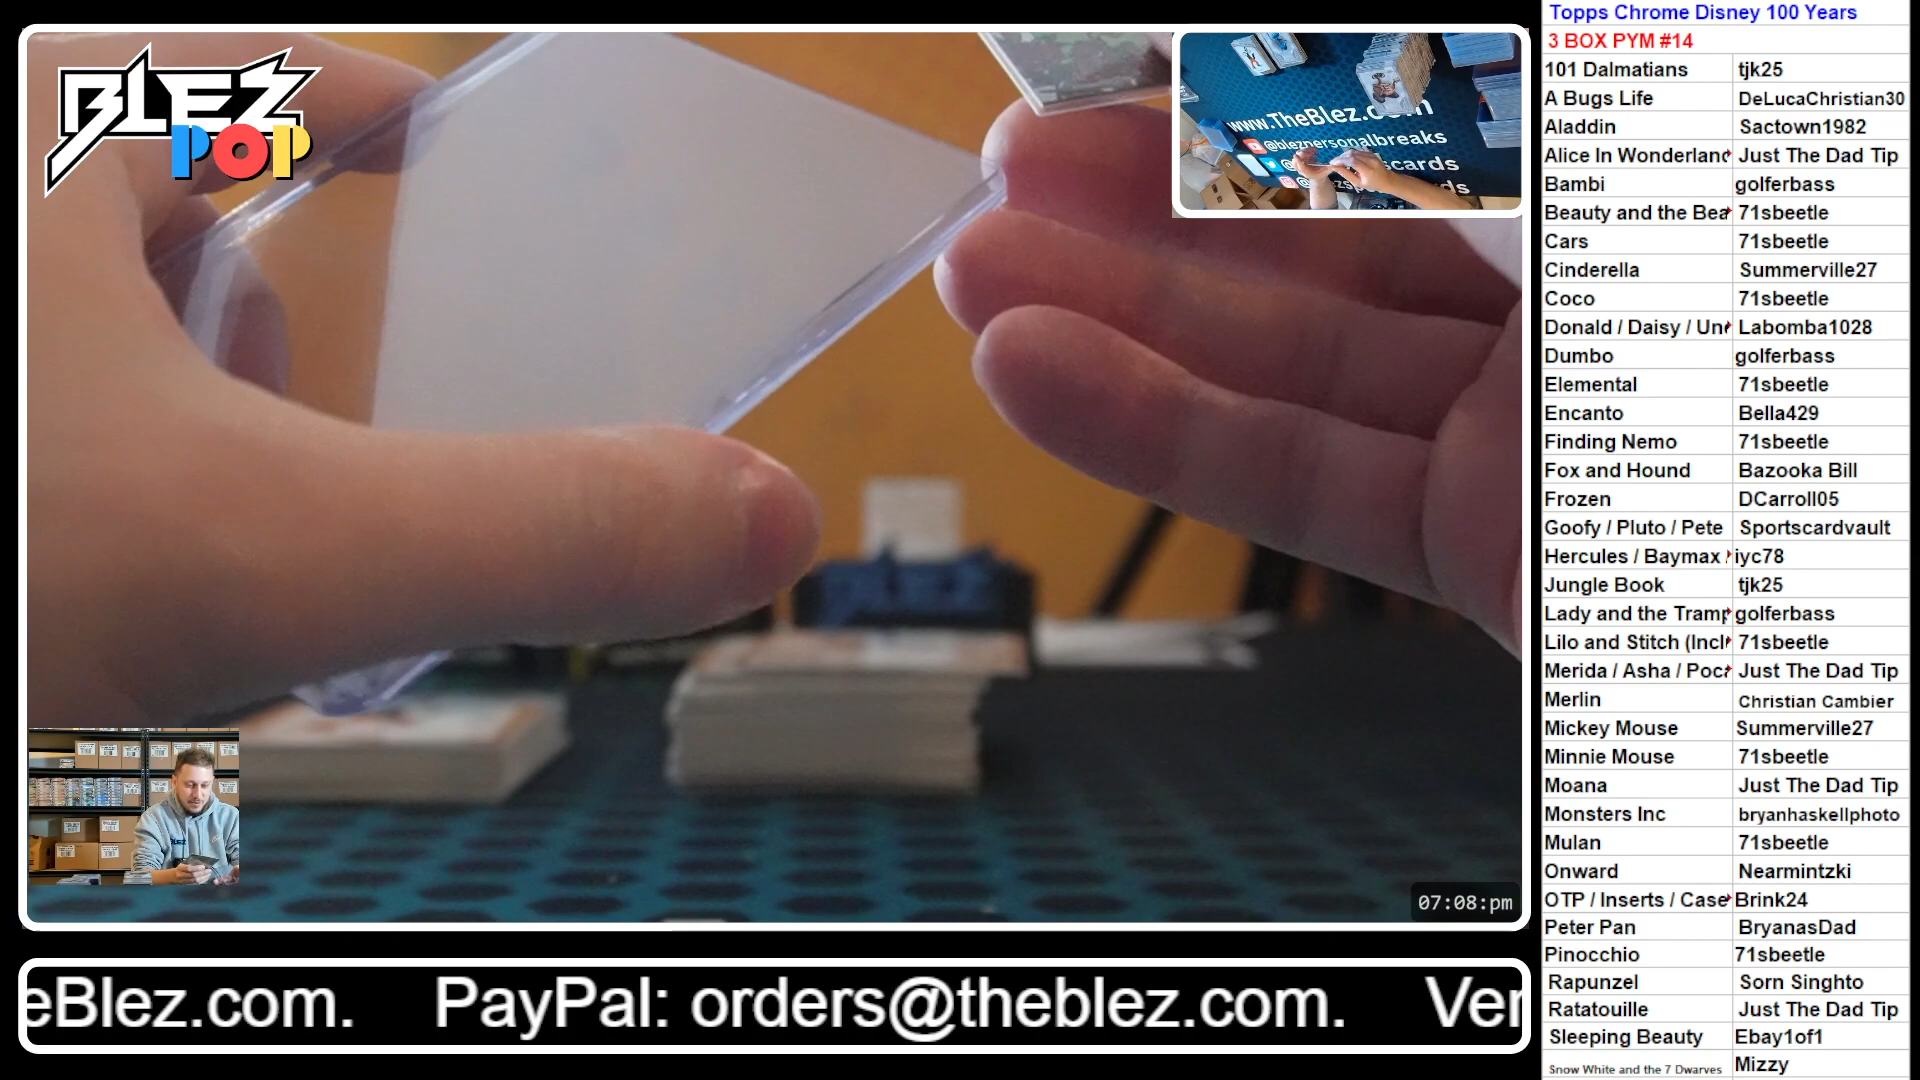 BLEZ
POP
www.TheBlez.com
@blezpersonalbreaks
07:08:pm
eBlez.com. PayPal: orders@theblez.com. Ver
Topps Chrome Disney 100 Years
3 BOX PYM #14
101 Dalmatians tjk25
A Bugs Life DeLucaChristian30
Aladdin Sactown1982
Alice In Wonderland Just The Dad Tip
Bambi golferbass
Beauty and the Bea 71sbeetle
Cars 71sbeetle
Cinderella Summerville27
Coco 71sbeetle
Donald / Daisy / Unc Labomba1028
Dumbo golferbass
Elemental 71sbeetle
Encanto Bella429
Finding Nemo 71sbeetle
Fox and Hound Bazooka Bill
Frozen DCarroll05
Goofy / Pluto / Pete Sportscardvault
Hercules / Baymax / iyc78
Jungle Book tjk25
Lady and the Tramp golferbass
Lilo and Stitch (Incl 71sbeetle
Merida / Asha / Poca Just The Dad Tip
Merlin Christian Cambier
Mickey Mouse Summerville27
Minnie Mouse 71sbeetle
Moana Just The Dad Tip
Monsters Inc bryanhaskellphoto
Mulan 71sbeetle
Onward Nearmintzki
OTP / Inserts / Case Brink24
Peter Pan BryanasDad
Pinocchio 71sbeetle
Rapunzel Sorn Singhto
Ratatouille Just The Dad Tip
Sleeping Beauty Ebay1of1
Snow White and the 7 Dwarves Mizzy